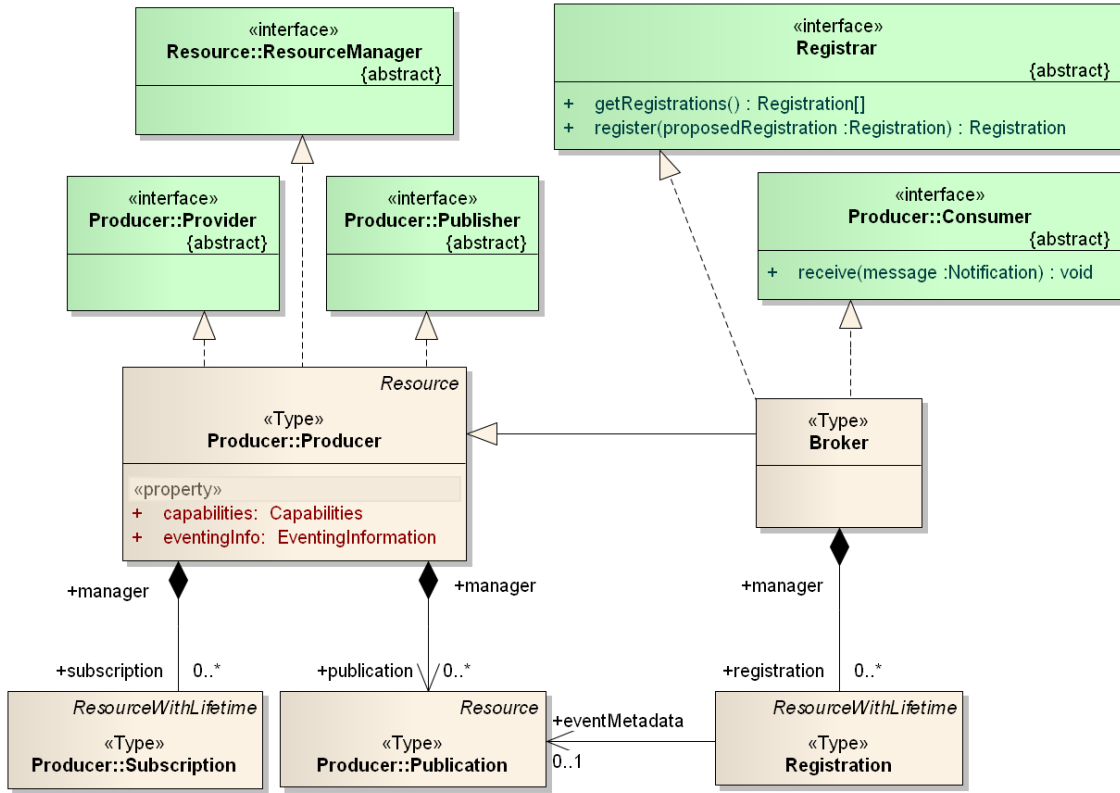 «interface»
Resource::ResourceManager
{abstract}
«interface»
Registrar
{abstract}
+ getRegistrations() : Registration[]
+ register(proposedRegistration :Registration) : Registration
«interface»
Producer::Provider
{abstract}
«interface»
Producer::Publisher
{abstract}
«interface»
Producer::Consumer
{abstract}
+ receive(message :Notification) : void
Resource
«Type»
Producer::Producer
«property»
+ capabilities: Capabilities
+ eventingInfo: EventingInformation
«Type»
Broker
+manager
+manager
+manager
+subscription 0..*
+publication 0..*
+registration 0..*
ResourceWithLifetime
«Type»
Producer::Subscription
Resource
«Type»
Producer::Publication
+eventMetadata
0..1
ResourceWithLifetime
«Type»
Registration